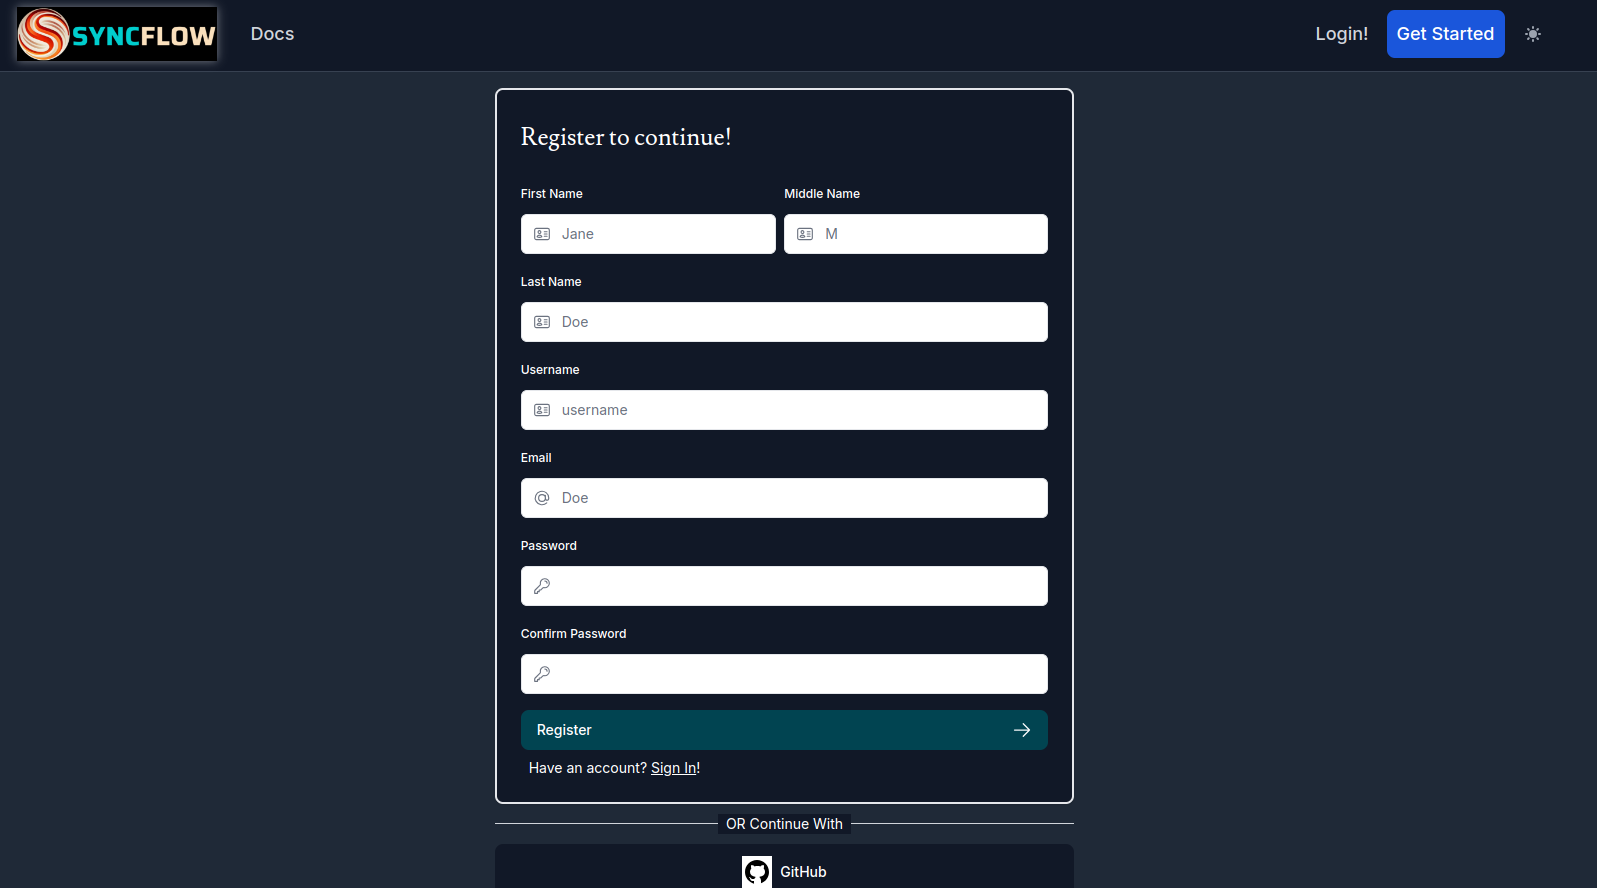 SYNCFLOW Docs Login! Get Started
Register to continue!
First Name Middle Name
Jane M
Last Name
Doe
Username
username
Email
Doe
Password
Confirm Password
Register
Have an account? Sign In!
OR Continue With
GitHub